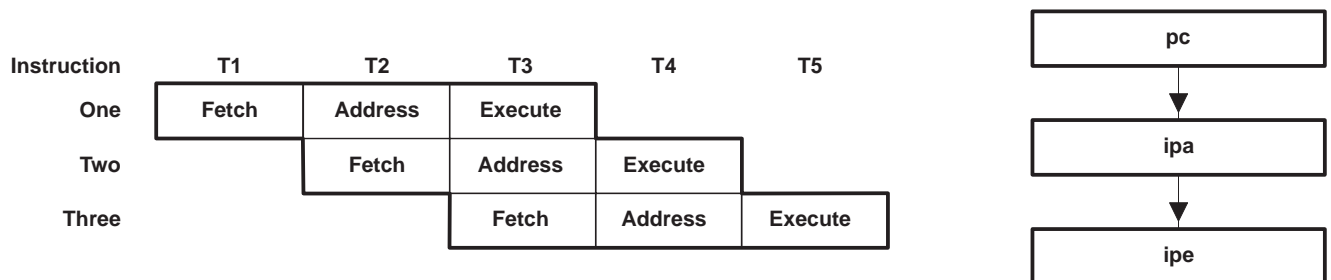 Instruction T1 T2 T3 T4 T5
One Fetch Address Execute
Two Fetch Address Execute
Three Fetch Address Execute
pc
ipa
ipe